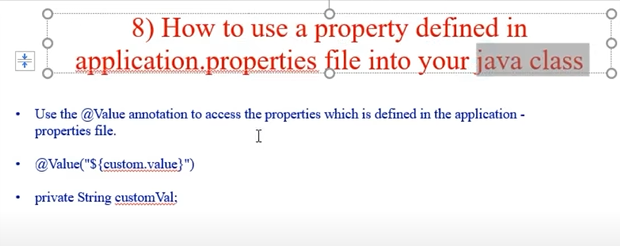 8) How to use a property defined in
application.properties file into your java class
• Use the @Value annotation to access the properties which is defined in the application -
properties file.
• @Value("${custom.value}")
• private String customVal;